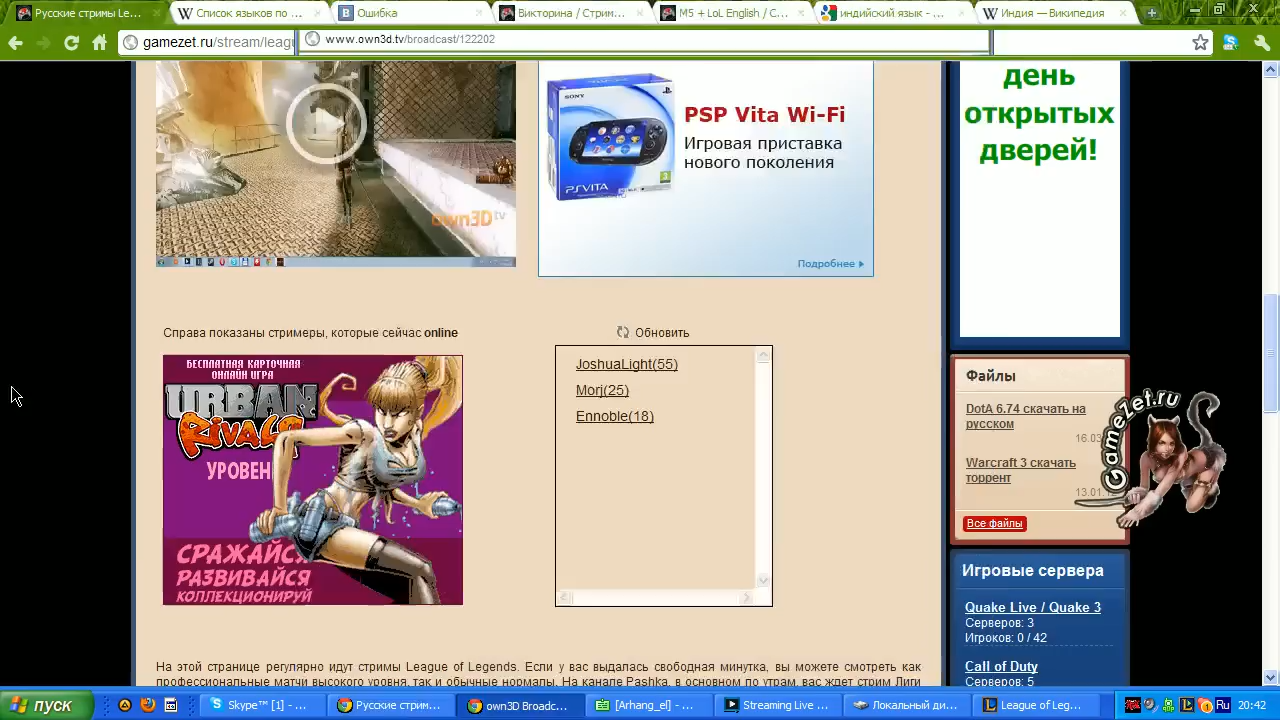 Русские стримы Le...
Список языков по ...
Ошибка
Викторина / Стрим...
M5 + LoL English / С...
индийский язык - ...
Индия — Википедия
gamezet.ru/stream/leagu
www.own3d.tv/broadcast/122202
own3D tv
SONY
PSVITA
PSP Vita Wi-Fi
Игровая приставка
нового поколения
Подробнее
день
открытых
дверей!
Справа показаны стримеры, которые сейчас online
Обновить
БЕСПЛАТНАЯ КАРТОЧНАЯ
ОНЛАЙН ИГРА
URBAN
Rivals
УРОВЕН
СРАЖАЙСЯ
РАЗВИВАЙСЯ
КОЛЛЕКЦИОНИРУЙ
JoshuaLight(55)
Morj(25)
Ennoble(18)
Файлы
DotA 6.74 скачать на
русском
16.03
Warcraft 3 скачать
торрент
13.01.
Все файлы
GameZet.ru
Игровые сервера
Quake Live / Quake 3
Серверов: 3
Игроков: 0 / 42
Call of Duty
Серверов: 5
На этой странице регулярно идут стримы League of Legends. Если у вас выдалась свободная минутка, вы можете смотреть как
профессиональные матчи высокого уровня, так и обычные нормалы. На канале Pashka, в основном по утрам, вас ждет стрим Лиги
пуск
Skype™ [1] - ...
Русские стрим...
own3D Broadc...
[Arhang_el] - ...
Streaming Live ...
Локальный ди...
League of Leg...
Ru
20:42